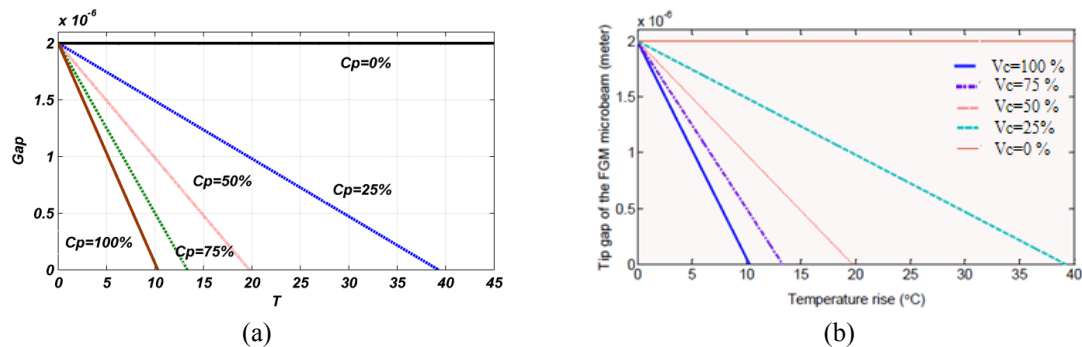 x 10⁻⁶
2
1.5
1
0.5
0
Gap
Cp=0%
Cp=50%
Cp=25%
Cp=100%
Cp=75%
0 5 10 15 20 25 30 35 40 45
T
(a)
x 10⁻⁶
2
1.5
1
0.5
0
Tip gap of the FGM microbeam (meter)
Vc=100 %
Vc=75 %
Vc=50 %
Vc=25%
Vc=0 %
0 5 10 15 20 25 30 35 40
Temperature rise (°C)
(b)